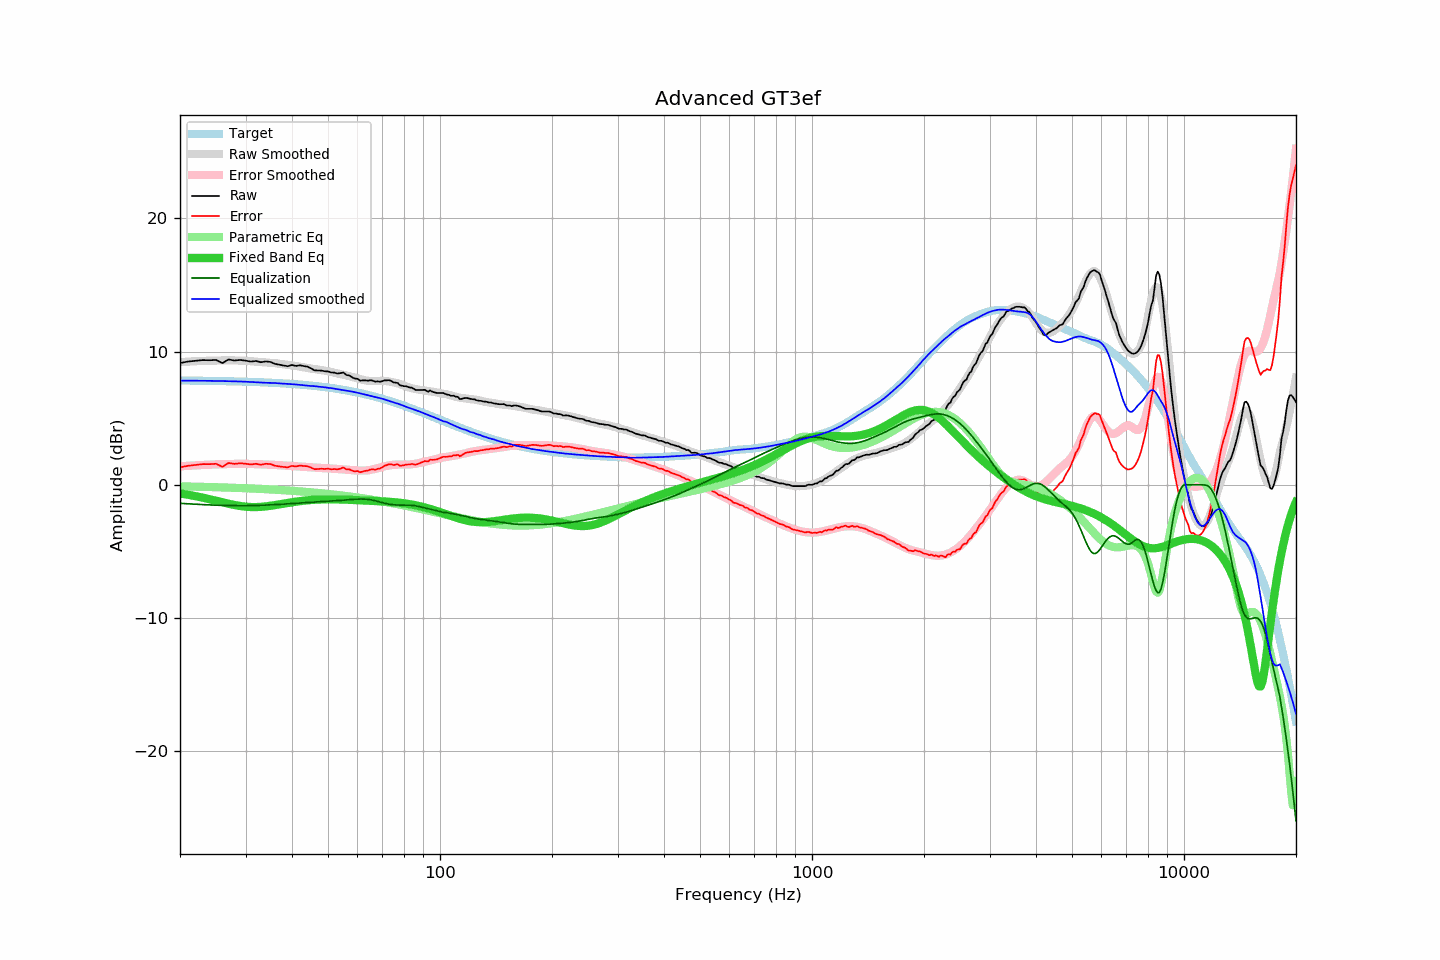 Advanced GT3ef
Target
Raw Smoothed
Error Smoothed
Raw
Error
Parametric Eq
Fixed Band Eq
Equalization
Equalized smoothed
20
10
0
−10
−20
Amplitude (dBr)
100
1000
10000
Frequency (Hz)